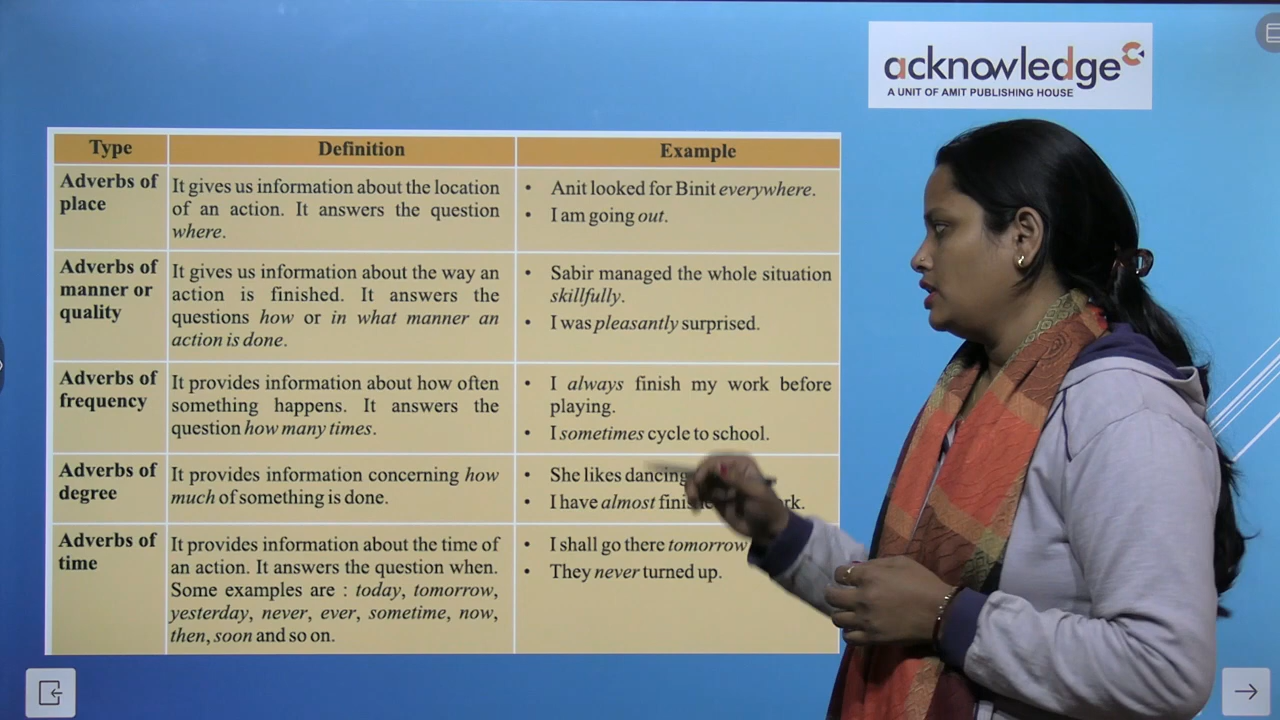 acknowledge
A UNIT OF AMIT PUBLISHING HOUSE
Type Definition Example
Adverbs of place
It gives us information about the location
of an action. It answers the question
where.
• Anit looked for Binit everywhere.
• I am going out.
Adverbs of
manner or
quality
It gives us information about the way an
action is finished. It answers the
questions how or in what manner an
action is done.
• Sabir managed the whole situation
skillfully.
• I was pleasantly surprised.
Adverbs of
frequency
It provides information about how often
something happens. It answers the
question how many times.
• I always finish my work before
playing.
• I sometimes cycle to school.
Adverbs of
degree
It provides information concerning how
much of something is done.
• She likes dancing
• I have almost
Adverbs of
time
It provides information about the time of
an action. It answers the question when.
Some examples are : today, tomorrow,
yesterday, never, ever, sometime, now,
then, soon and so on.
• I shall go there tomorrow
• They never turned up.